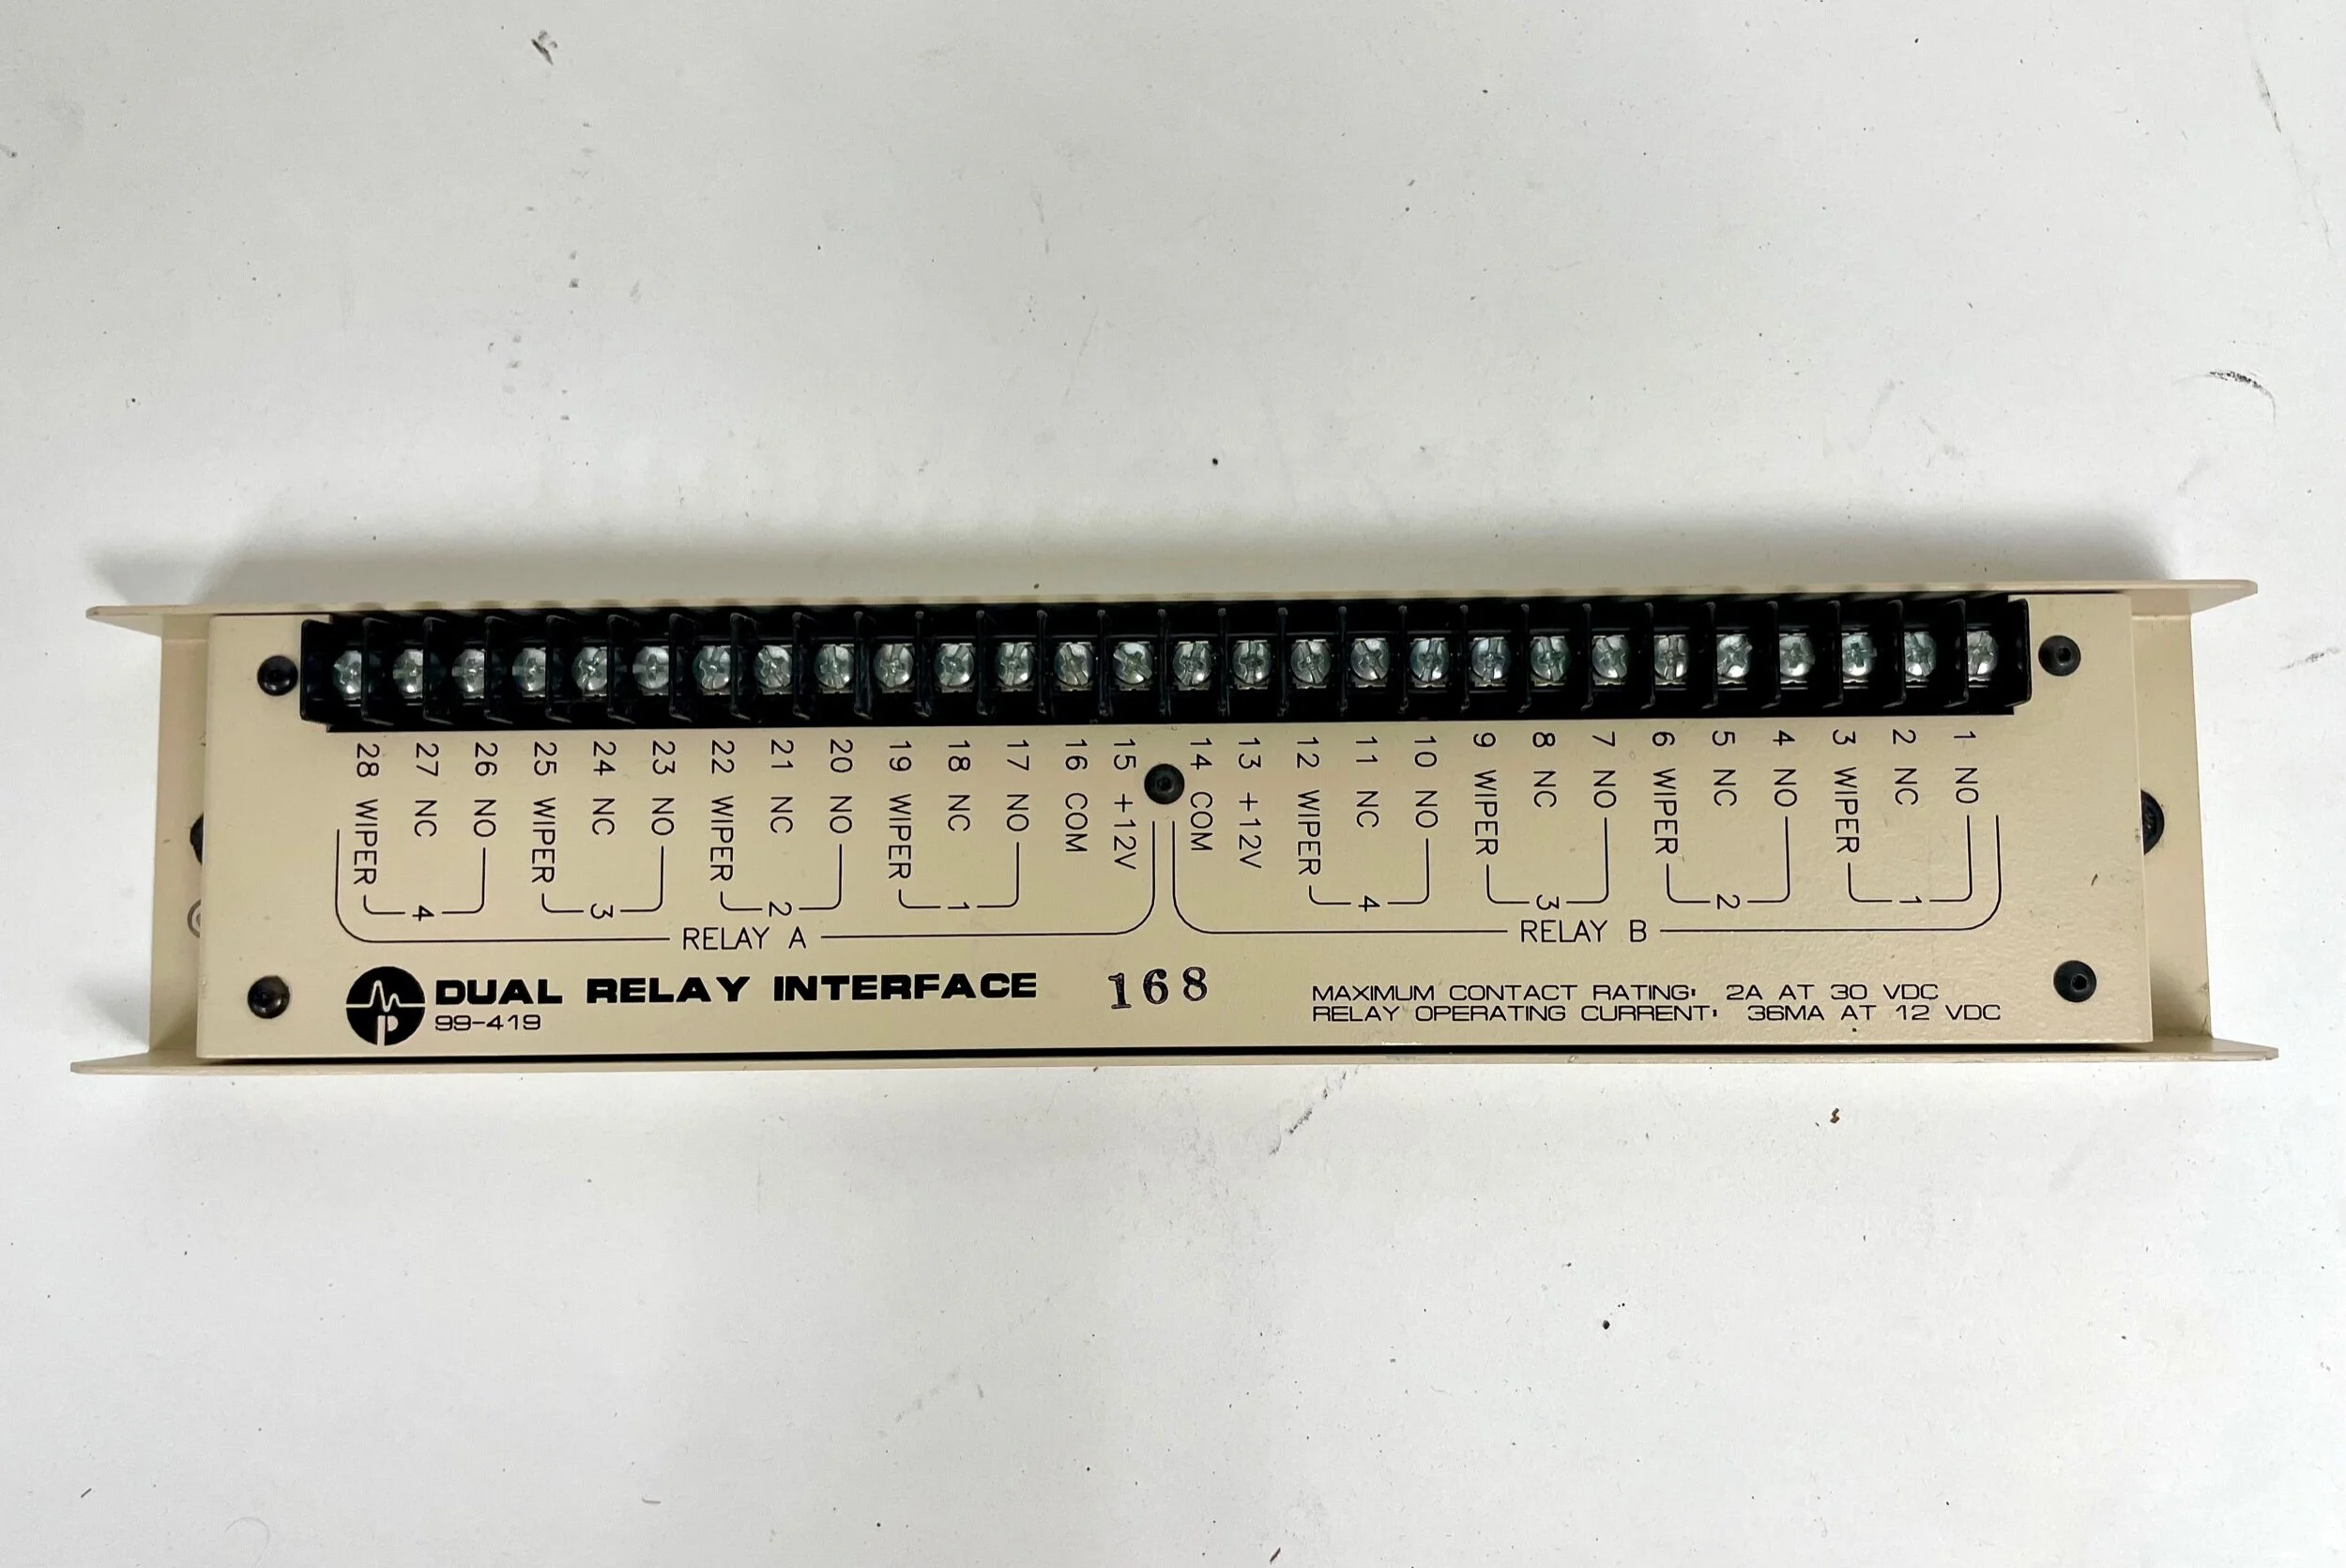 28 WIPER
27 NC
26 NO
25 WIPER
24 NC
23 NO
22 WIPER
21 NC
20 NO
19 WIPER
18 NC
17 NO
16 COM
15 +12V
14 COM
13 +12V
12 WIPER
11 NC
10 NO
9 WIPER
8 NC
7 NO
6 WIPER
5 NC
4 NO
3 WIPER
2 NC
1 NO
4 3 2 1 4 3 2 1
RELAY A RELAY B
P DUAL RELAY INTERFACE 168
99-419
MAXIMUM CONTACT RATING: 2A AT 30 VDC
RELAY OPERATING CURRENT: 36MA AT 12 VDC